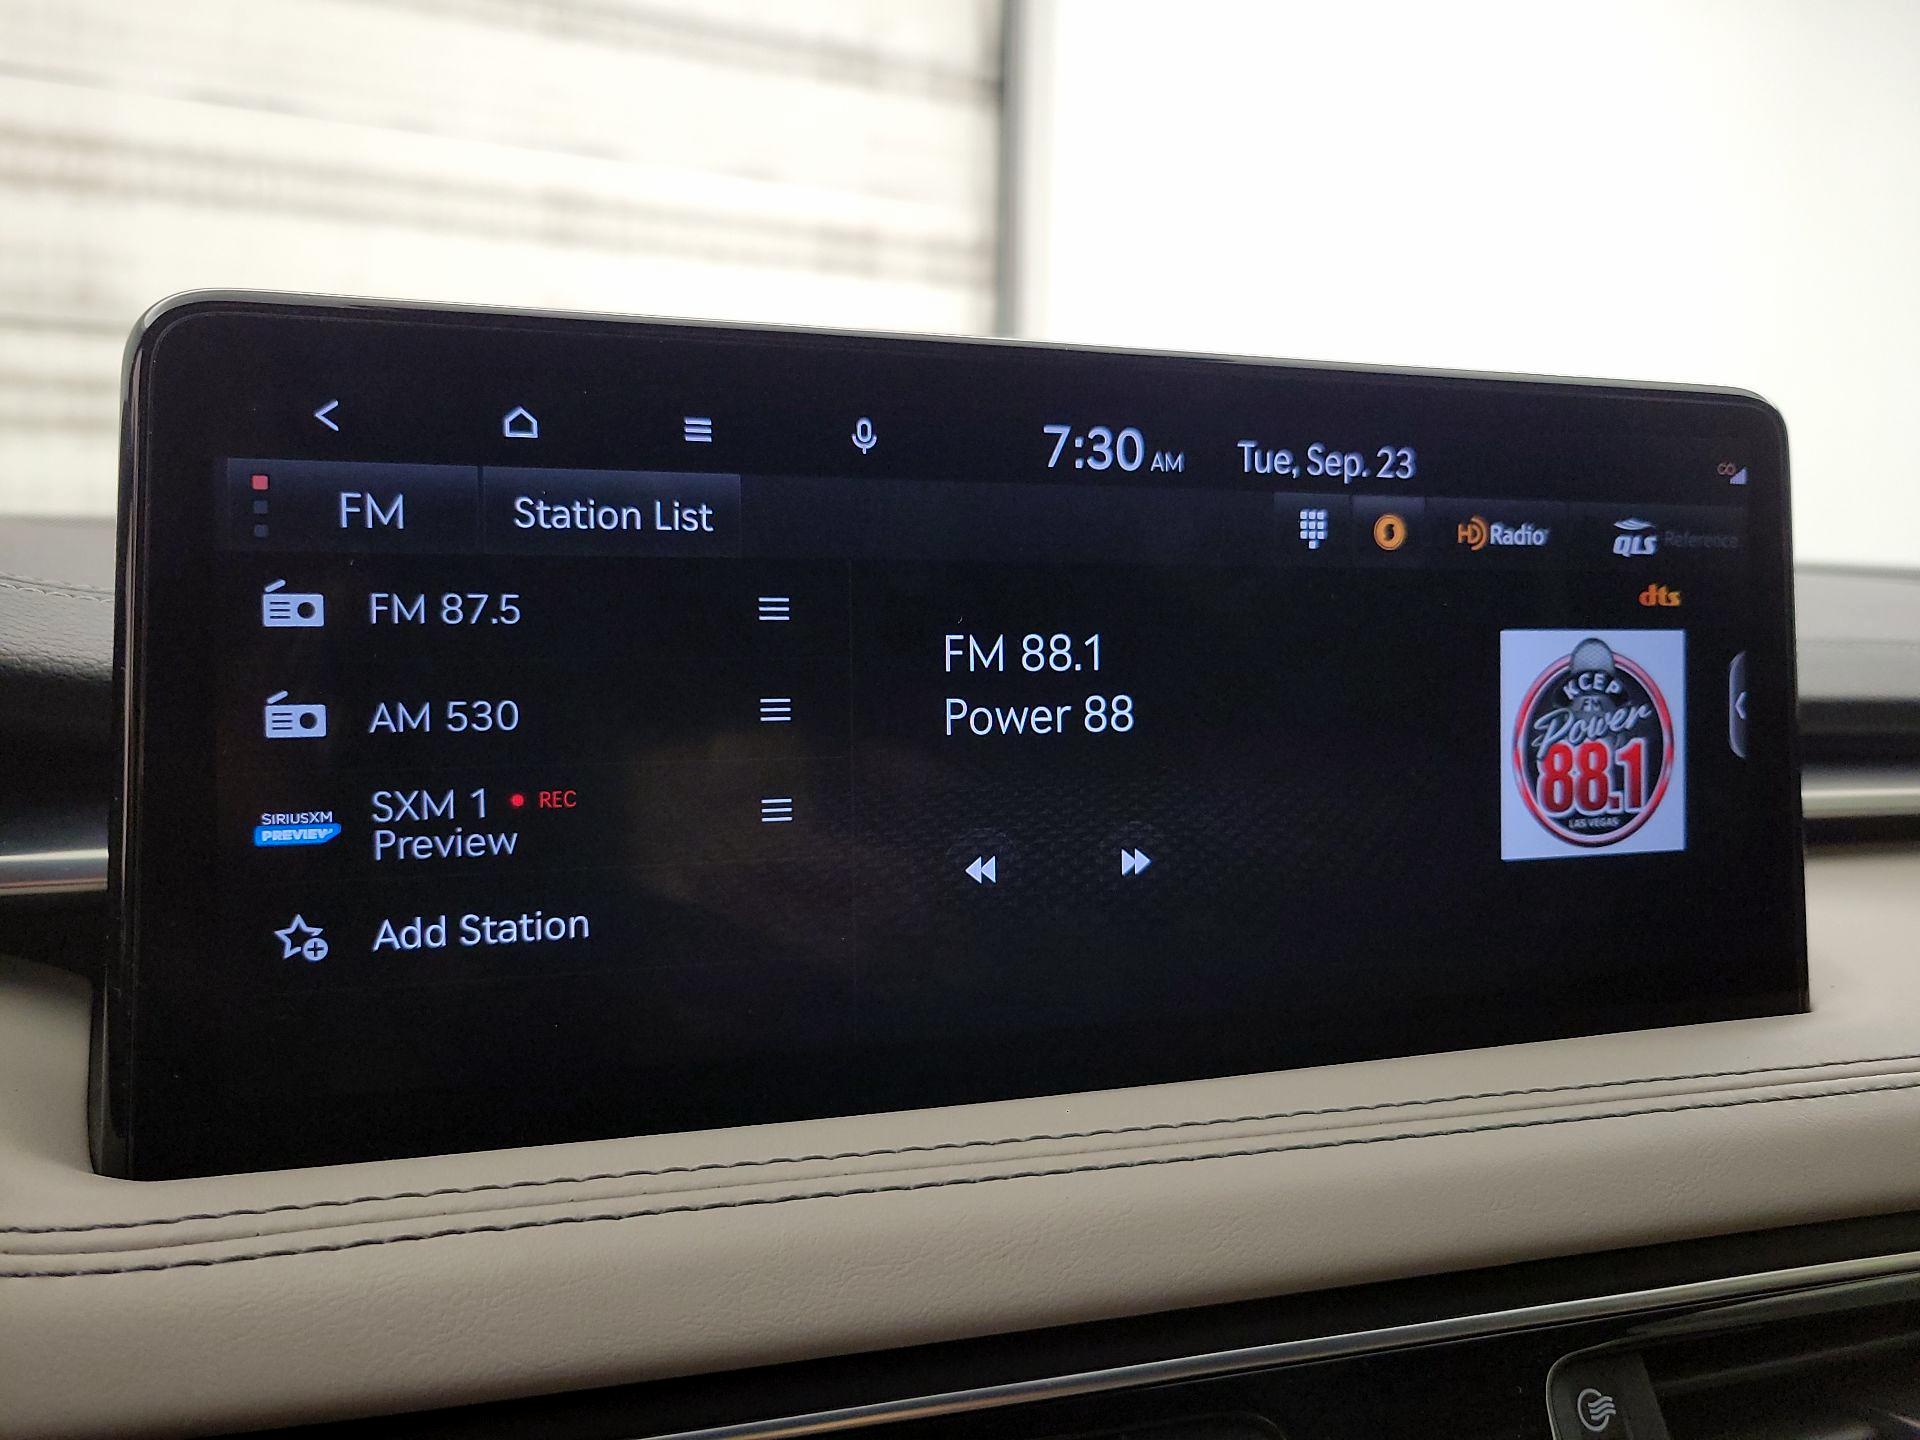 7:30 AM Tue, Sep. 23
FM Station List
HD Radio QLS Reference
dts
FM 87.5
AM 530
SIRIUSXM
PREVIEW
SXM 1 • REC
Preview
Add Station
FM 88.1
Power 88
KCEP
FM
Power
88.1
LAS VEGAS